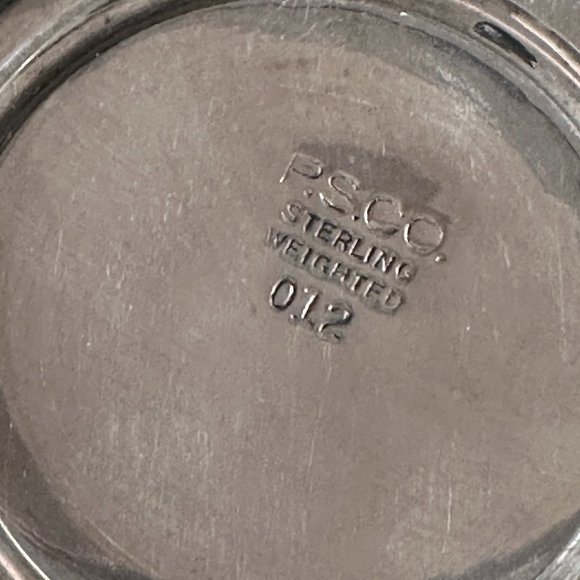 P.S.CO.
STERLING
WEIGHTED
012